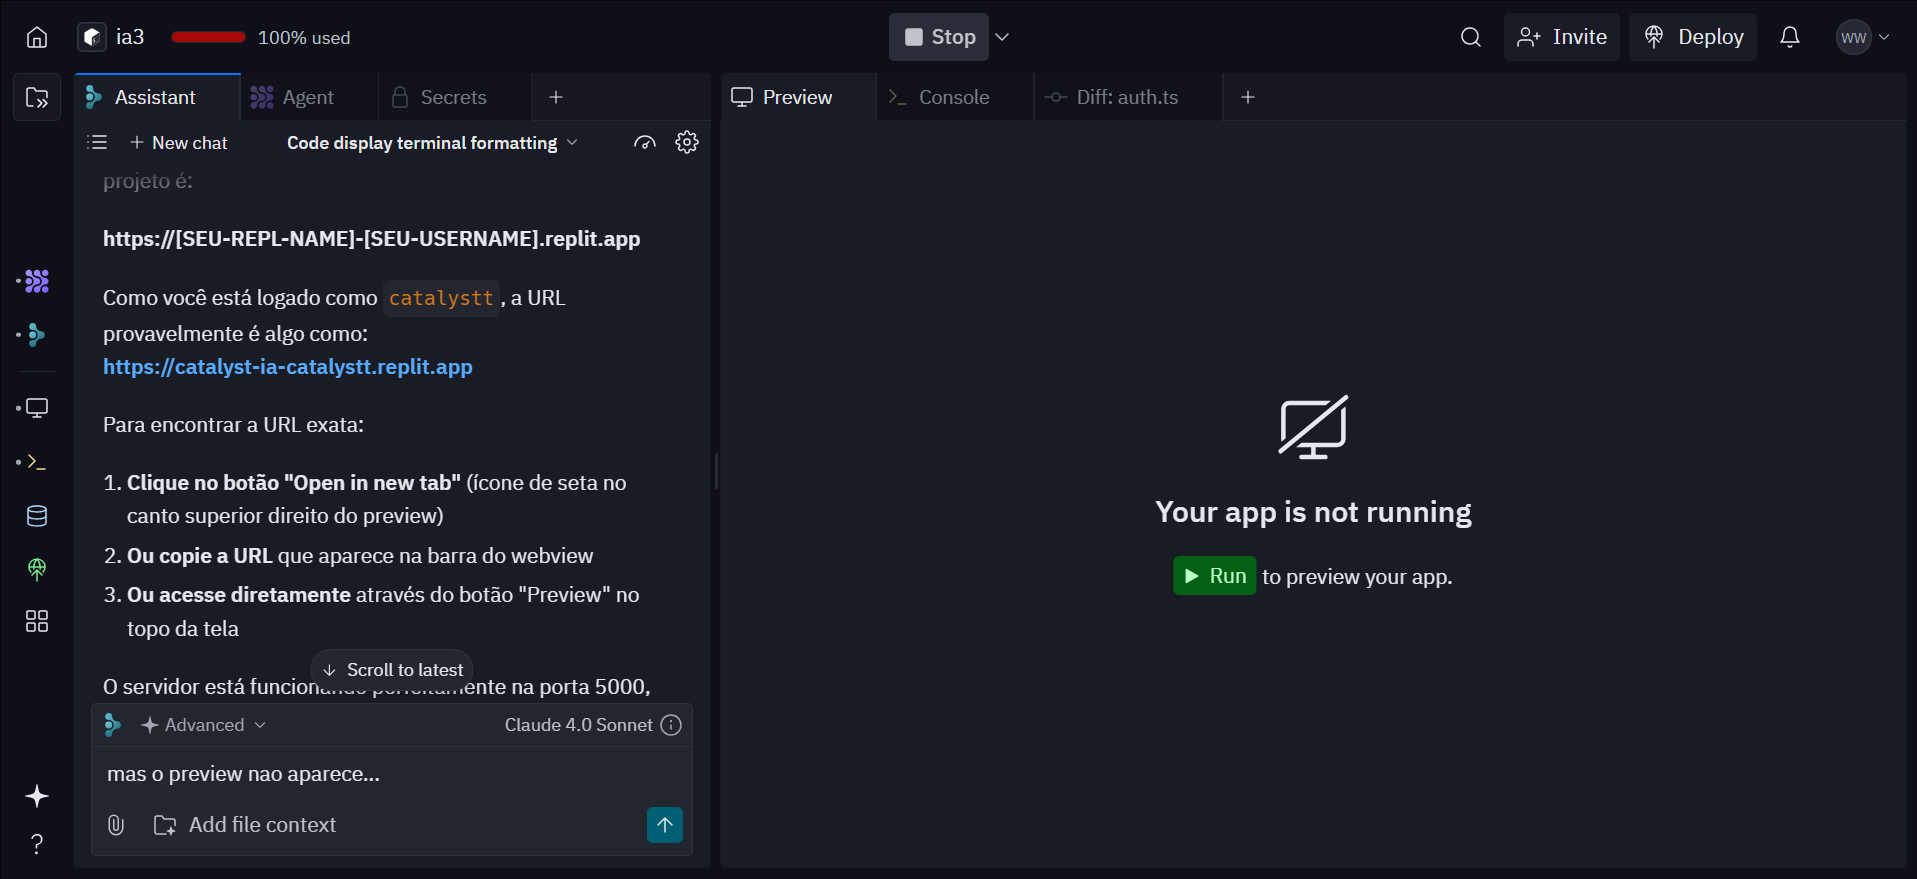 ia3
100% used
Stop
Invite
Deploy
WW
Assistant
Agent
Secrets
Preview
Console
Diff: auth.ts
New chat
Code display terminal formatting
projeto é:
https://[SEU-REPL-NAME]-[SEU-USERNAME].replit.app
Como você está logado como catalystt, a URL
provavelmente é algo como:
https://catalyst-ia-catalystt.replit.app
Para encontrar a URL exata:
1. Clique no botão "Open in new tab" (ícone de seta no
canto superior direito do preview)
2. Ou copie a URL que aparece na barra do webview
3. Ou acesse diretamente através do botão "Preview" no
topo da tela
Scroll to latest
O servidor está funcionando perfeitamente na porta 5000,
Advanced
Claude 4.0 Sonnet
mas o preview nao aparece...
Add file context
Your app is not running
Run to preview your app.